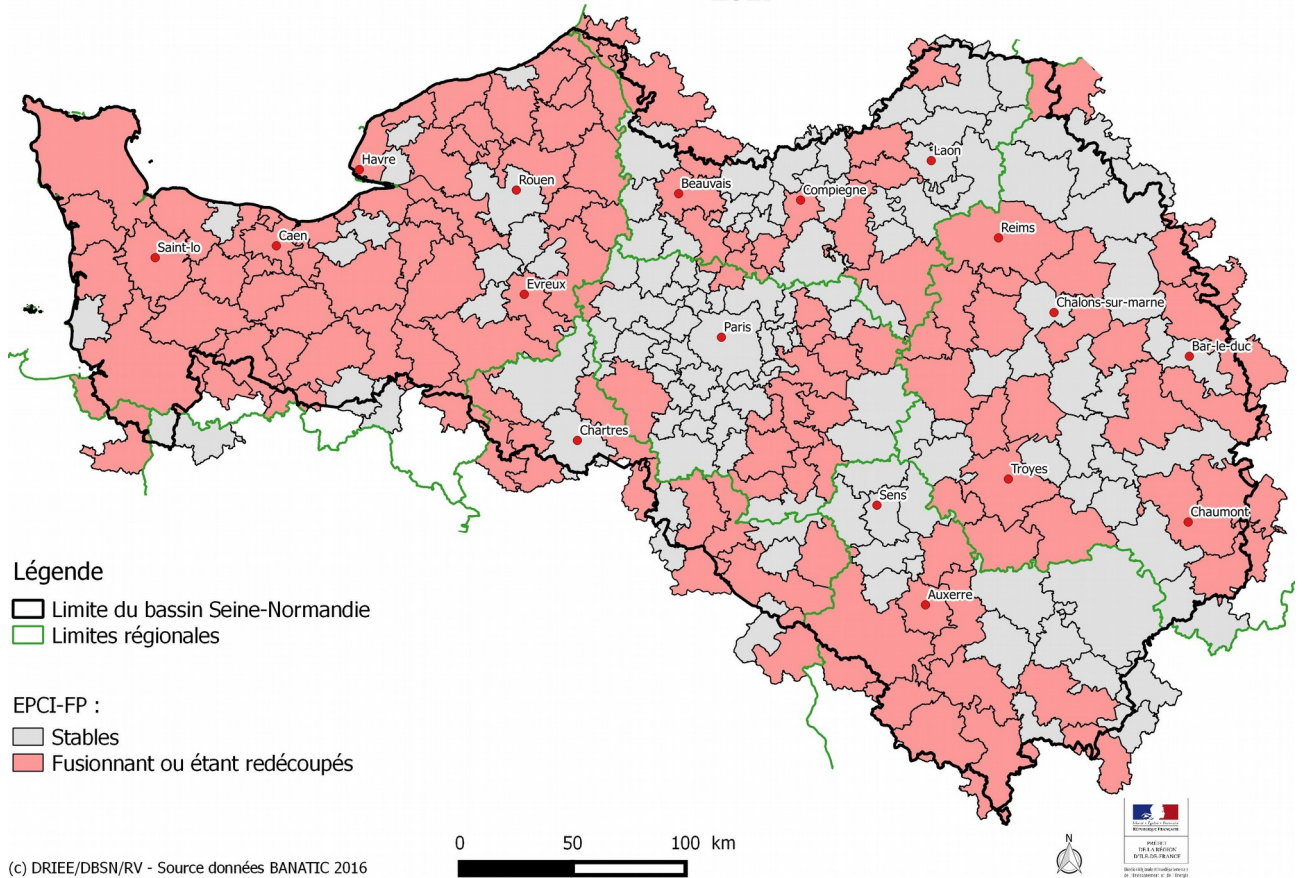 Havre
Rouen
Beauvais
Compiegne
Laon
Reims
Saint-lo
Caen
Evreux
Paris
Chalons-sur-marne
Bar-le-duc
Chartres
Troyes
Sens
Chaumont
Auxerre
Légende
Limite du bassin Seine-Normandie
Limites régionales
EPCI-FP :
Stables
Fusionnant ou étant redécoupés
0 50 100 km
N
PRÉFET
DE LA RÉGION
D'ILE-DE-FRANCE
(c) DRIEE/DBSN/RV - Source données BANATIC 2016